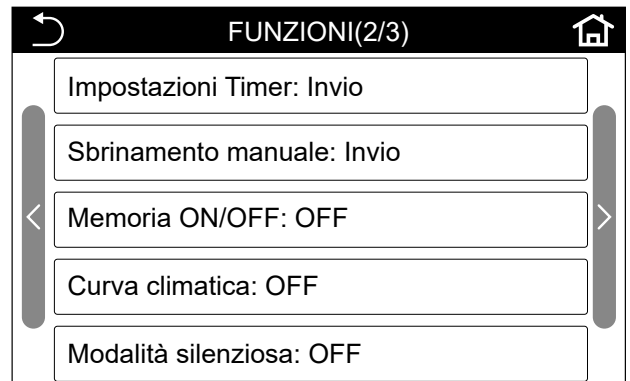 FUNZIONI(2/3)
Impostazioni Timer: Invio
Sbrinamento manuale: Invio
Memoria ON/OFF: OFF
Curva climatica: OFF
Modalità silenziosa: OFF